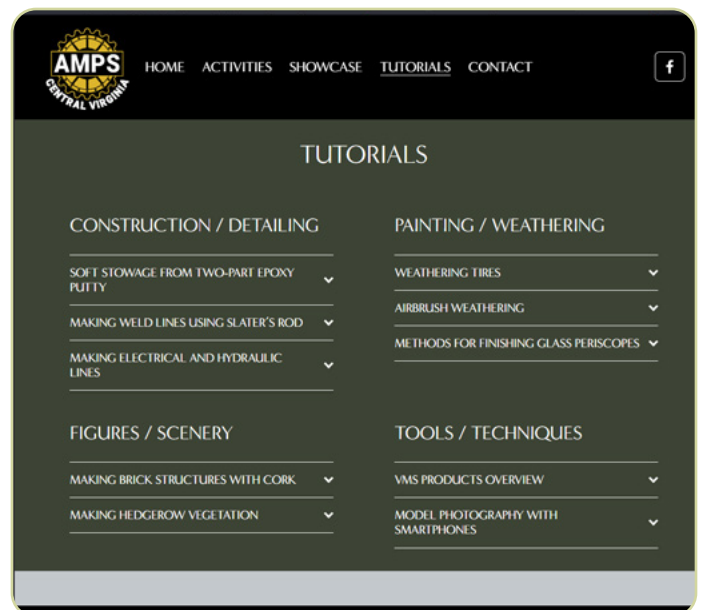 AMPS
CENTRAL VIRGINIA
HOME ACTIVITIES SHOWCASE TUTORIALS CONTACT
f
TUTORIALS
CONSTRUCTION / DETAILING
SOFT STOWAGE FROM TWO-PART EPOXY
PUTTY
MAKING WELD LINES USING SLATER'S ROD
MAKING ELECTRICAL AND HYDRAULIC
LINES
PAINTING / WEATHERING
WEATHERING TIRES
AIRBRUSH WEATHERING
METHODS FOR FINISHING GLASS PERISCOPES
FIGURES / SCENERY
MAKING BRICK STRUCTURES WITH CORK
MAKING HEDGEROW VEGETATION
TOOLS / TECHNIQUES
VMS PRODUCTS OVERVIEW
MODEL PHOTOGRAPHY WITH
SMARTPHONES